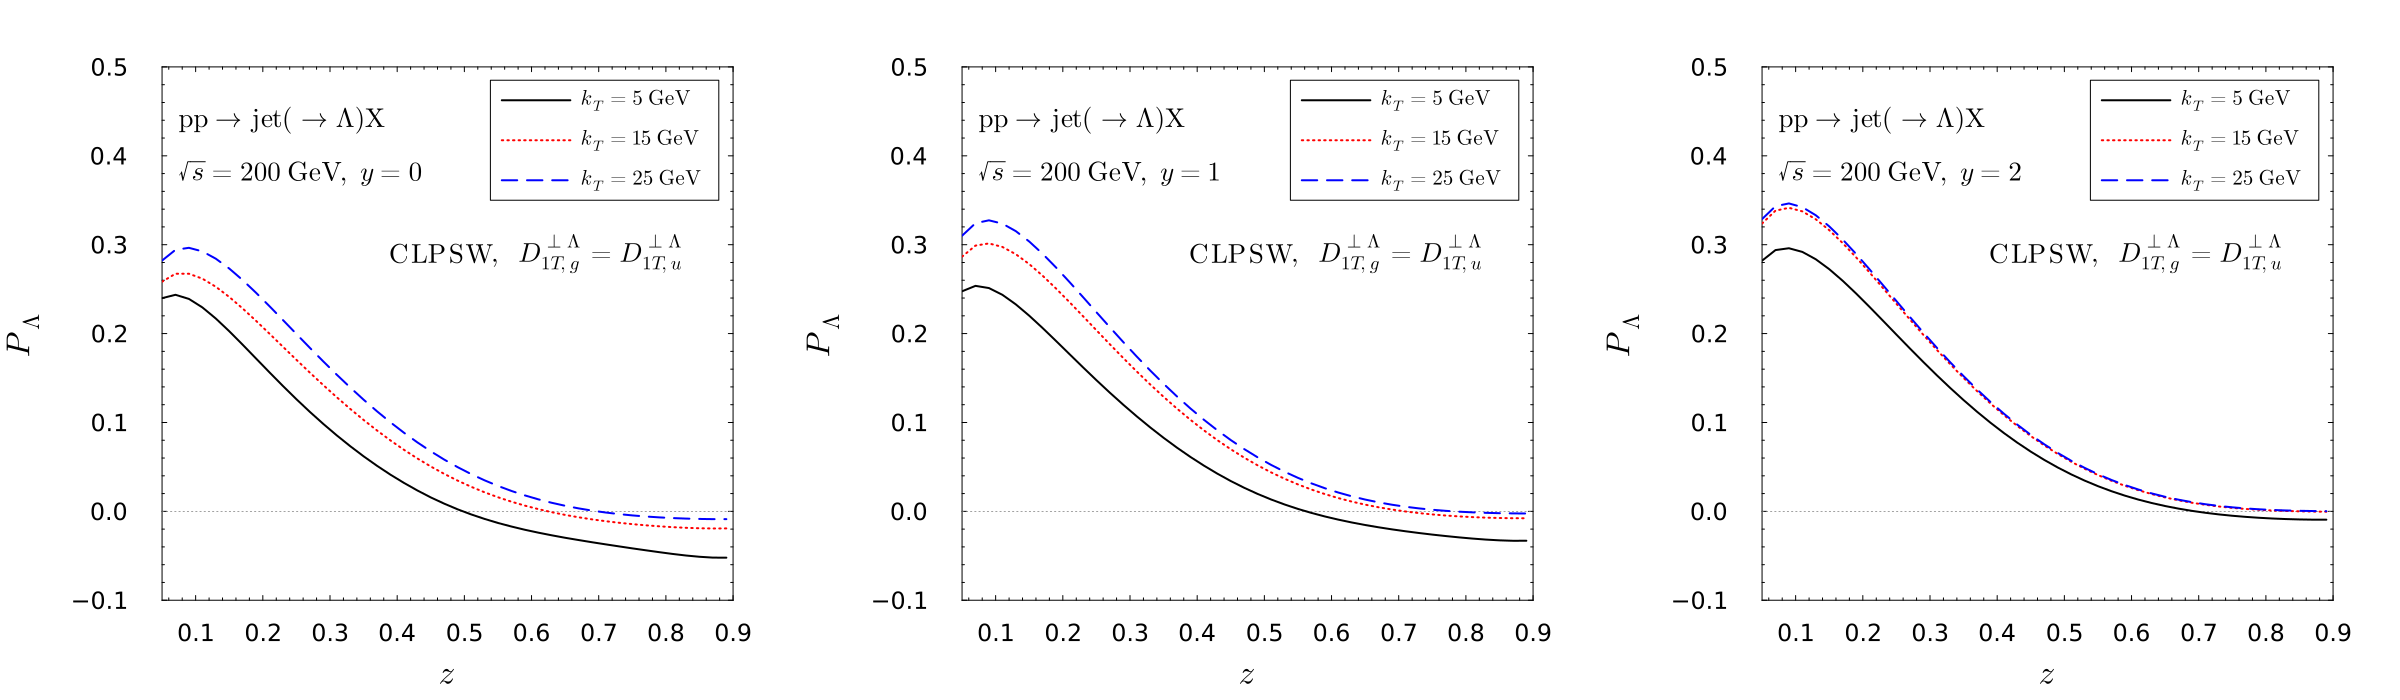 0.5
0.4
0.3
0.2
0.1
0.0
−0.1
P_Λ
pp → jet( → Λ)X
√s = 200 GeV, y = 0
k_T = 5 GeV
k_T = 15 GeV
k_T = 25 GeV
CLPSW, D_{1T,g}^{⊥Λ} = D_{1T,u}^{⊥Λ}
0.1 0.2 0.3 0.4 0.5 0.6 0.7 0.8 0.9
z
0.5
0.4
0.3
0.2
0.1
0.0
−0.1
P_Λ
pp → jet( → Λ)X
√s = 200 GeV, y = 1
k_T = 5 GeV
k_T = 15 GeV
k_T = 25 GeV
CLPSW, D_{1T,g}^{⊥Λ} = D_{1T,u}^{⊥Λ}
0.1 0.2 0.3 0.4 0.5 0.6 0.7 0.8 0.9
z
0.5
0.4
0.3
0.2
0.1
0.0
−0.1
P_Λ
pp → jet( → Λ)X
√s = 200 GeV, y = 2
k_T = 5 GeV
k_T = 15 GeV
k_T = 25 GeV
CLPSW, D_{1T,g}^{⊥Λ} = D_{1T,u}^{⊥Λ}
0.1 0.2 0.3 0.4 0.5 0.6 0.7 0.8 0.9
z